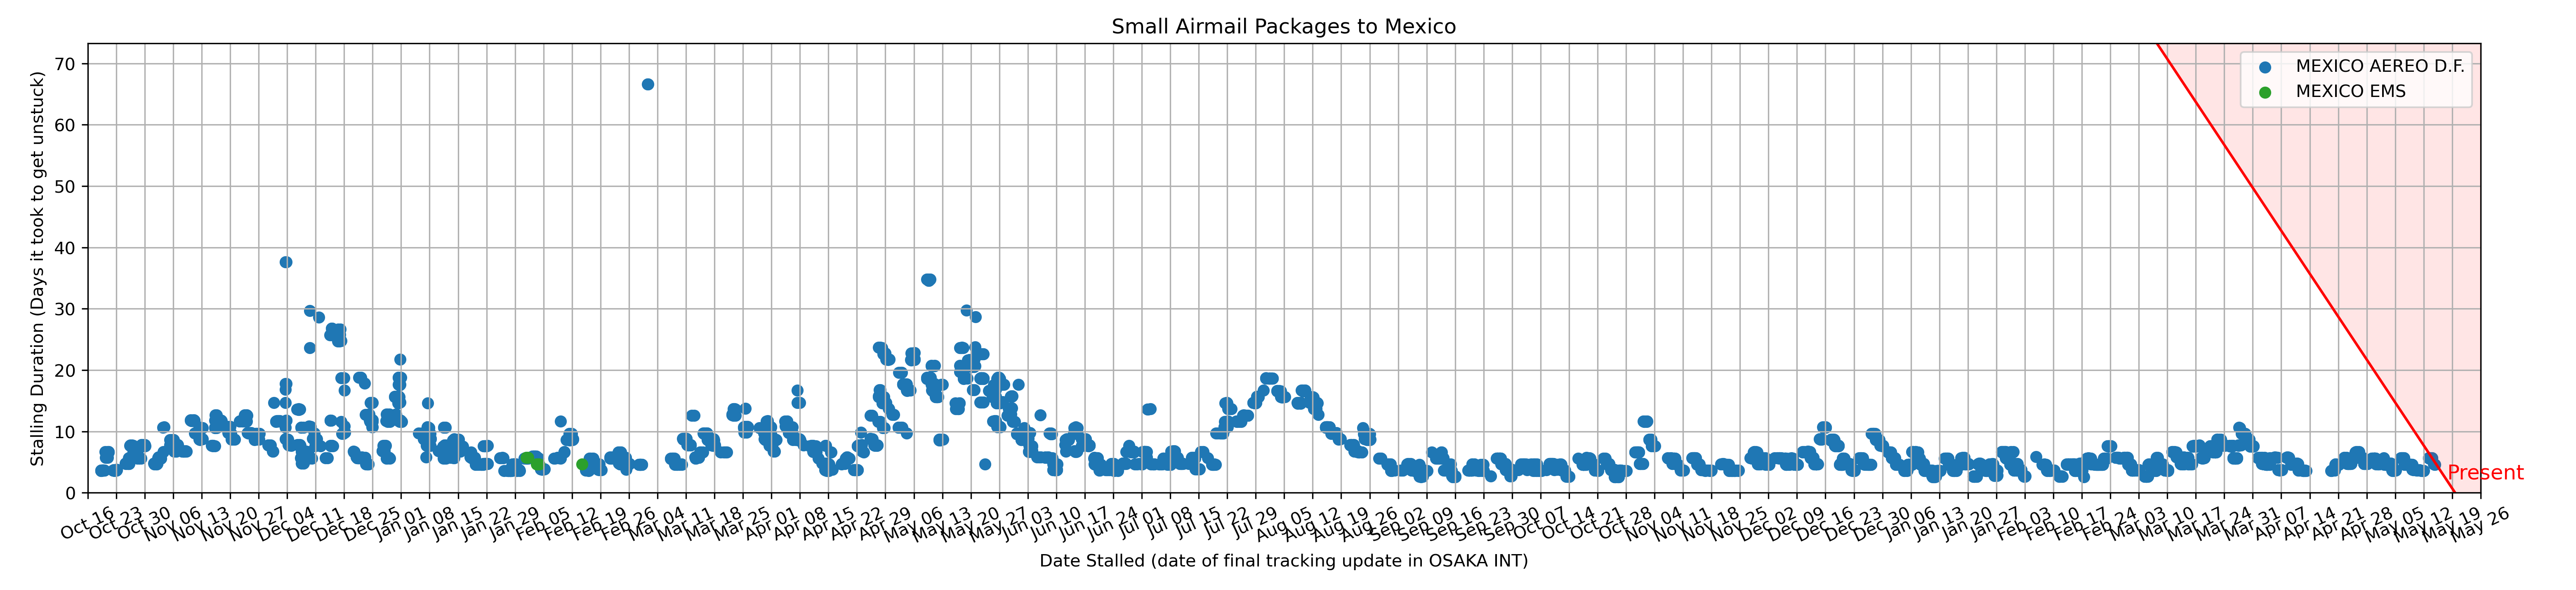 Small Airmail Packages to Mexico
Stalling Duration (Days it took to get unstuck)
70
60
50
40
30
20
10
0
MEXICO AEREO D.F.
MEXICO EMS
Present
Oct 16 Oct 23 Oct 30 Nov 06 Nov 13 Nov 20 Nov 27 Dec 04 Dec 11 Dec 18 Dec 25 Jan 01 Jan 08 Jan 15 Jan 22 Jan 29 Feb 05 Feb 12 Feb 19 Feb 26 Mar 04 Mar 11 Mar 18 Mar 25 Apr 01 Apr 08 Apr 15 Apr 22 Apr 29 May 06 May 13 May 20 May 27 Jun 03 Jun 10 Jun 17 Jun 24 Jul 01 Jul 08 Jul 15 Jul 22 Jul 29 Aug 05 Aug 12 Aug 19 Aug 26 Sep 02 Sep 09 Sep 16 Sep 23 Sep 30 Oct 07 Oct 14 Oct 21 Oct 28 Nov 04 Nov 11 Nov 18 Nov 25 Dec 02 Dec 09 Dec 16 Dec 23 Dec 30 Jan 06 Jan 13 Jan 20 Jan 27 Feb 03 Feb 10 Feb 17 Feb 24 Mar 03 Mar 10 Mar 17 Mar 24 Mar 31 Apr 07 Apr 14 Apr 21 Apr 28 May 05 May 12 May 19 May 26
Date Stalled (date of final tracking update in OSAKA INT)